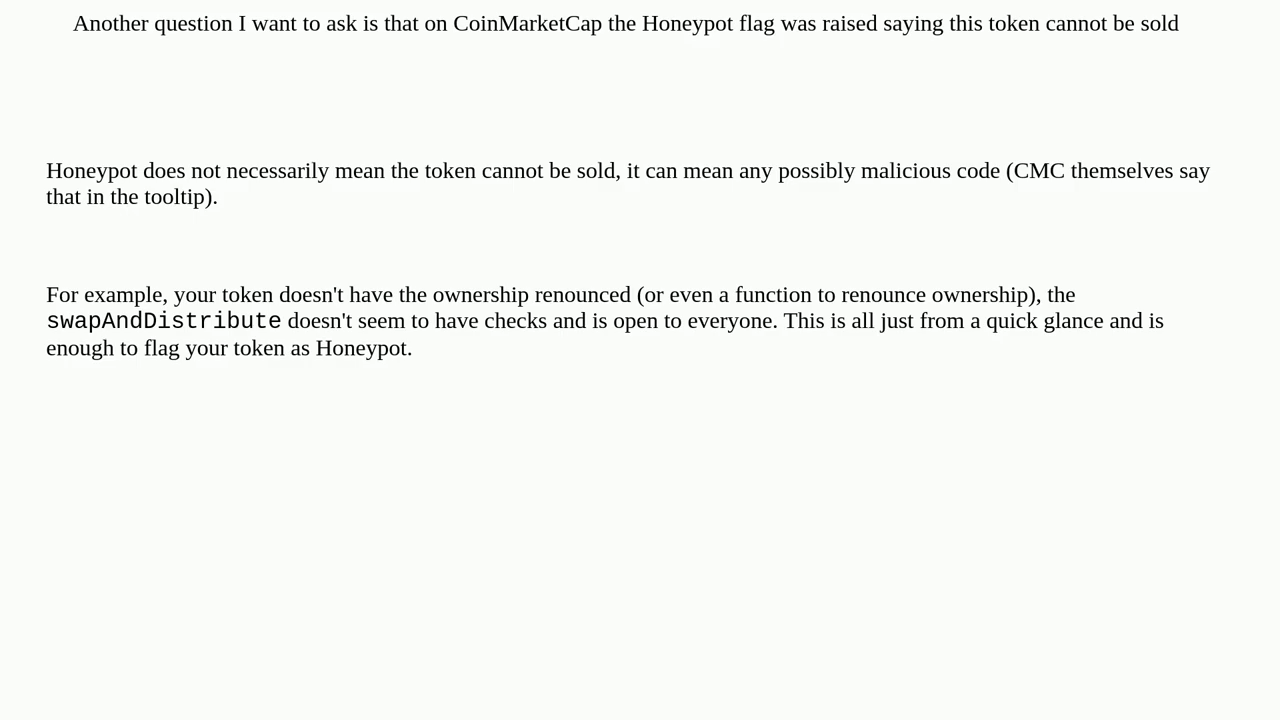 Another question I want to ask is that on CoinMarketCap the Honeypot flag was raised saying this token cannot be sold
Honeypot does not necessarily mean the token cannot be sold, it can mean any possibly malicious code (CMC themselves say
that in the tooltip).
For example, your token doesn't have the ownership renounced (or even a function to renounce ownership), the
swapAndDistribute doesn't seem to have checks and is open to everyone. This is all just from a quick glance and is
enough to flag your token as Honeypot.